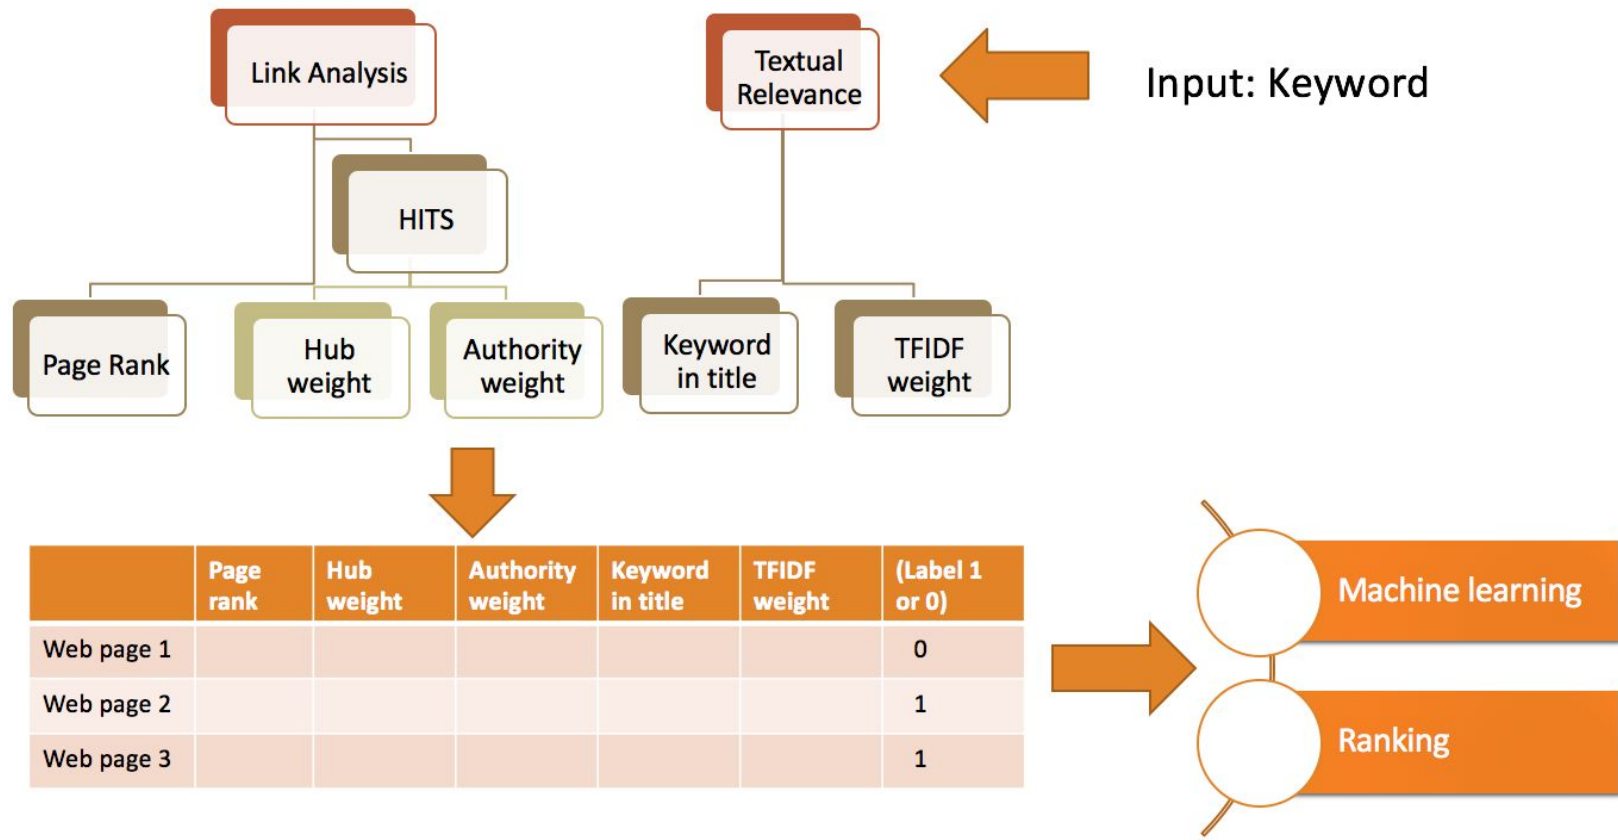 Link Analysis
Textual
Relevance
Input: Keyword
HITS
Page Rank
Hub
weight
Authority
weight
Keyword
in title
TFIDF
weight
Page
rank
Hub
weight
Authority
weight
Keyword
in title
TFIDF
weight
(Label 1
or 0)
Web page 1
0
Web page 2
1
Web page 3
1
Machine learning
Ranking